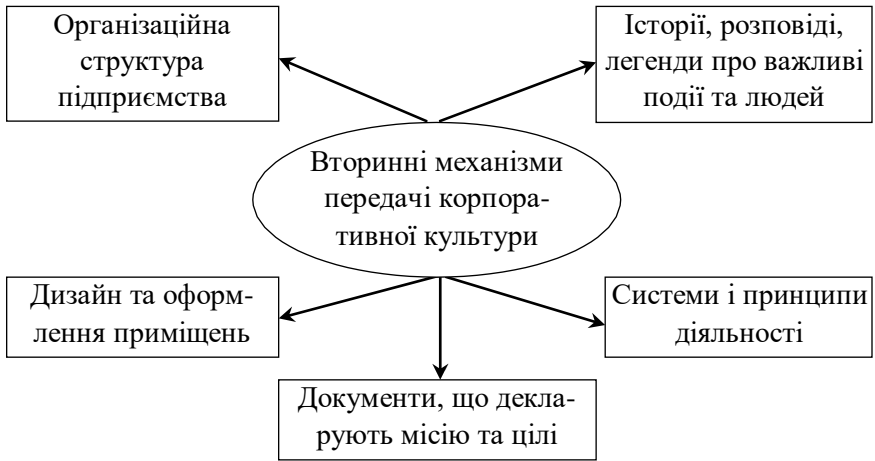 Організаційна
структура
підприємства
Історії, розповіді,
легенди про важливі
події та людей
Вторинні механізми
передачі корпора-
тивної культури
Дизайн та оформ-
лення приміщень
Системи і принципи
діяльності
Документи, що декла-
рують місію та цілі